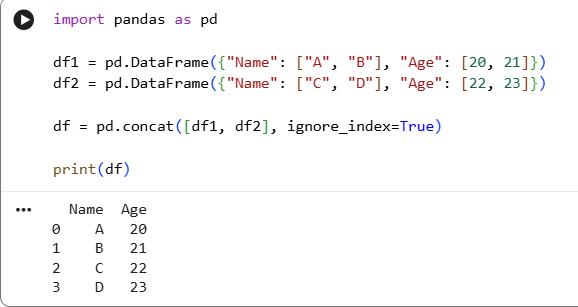 import pandas as pd
df1 = pd.DataFrame({"Name": ["A", "B"], "Age": [20, 21]})
df2 = pd.DataFrame({"Name": ["C", "D"], "Age": [22, 23]})
df = pd.concat([df1, df2], ignore_index=True)
print(df)
Name Age
0 A 20
1 B 21
2 C 22
3 D 23